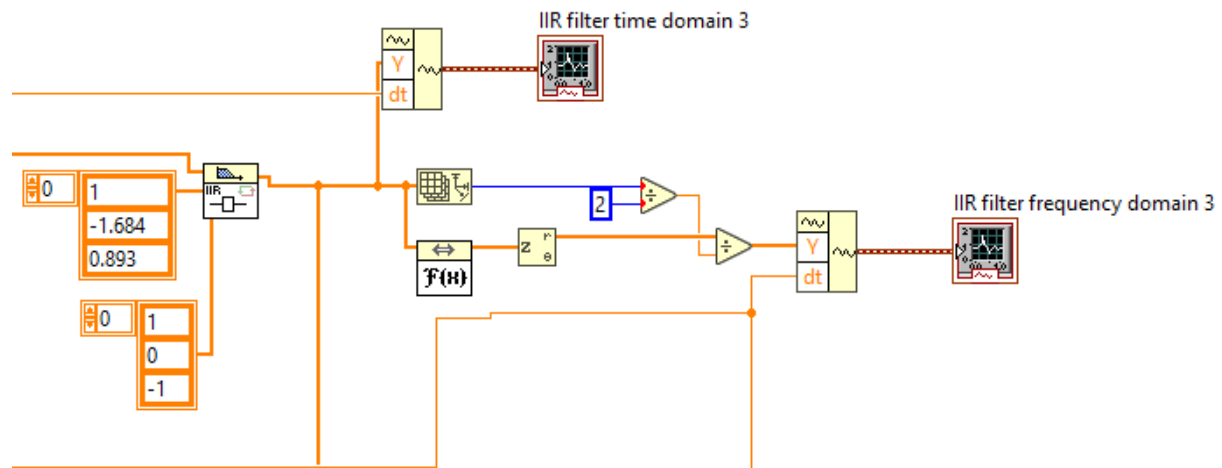 IIR filter time domain 3
Y
dt
0
1
-1.684
0.893
IIR
2
IIR filter frequency domain 3
z
r
θ
Y
dt
F(x)
0
1
0
-1